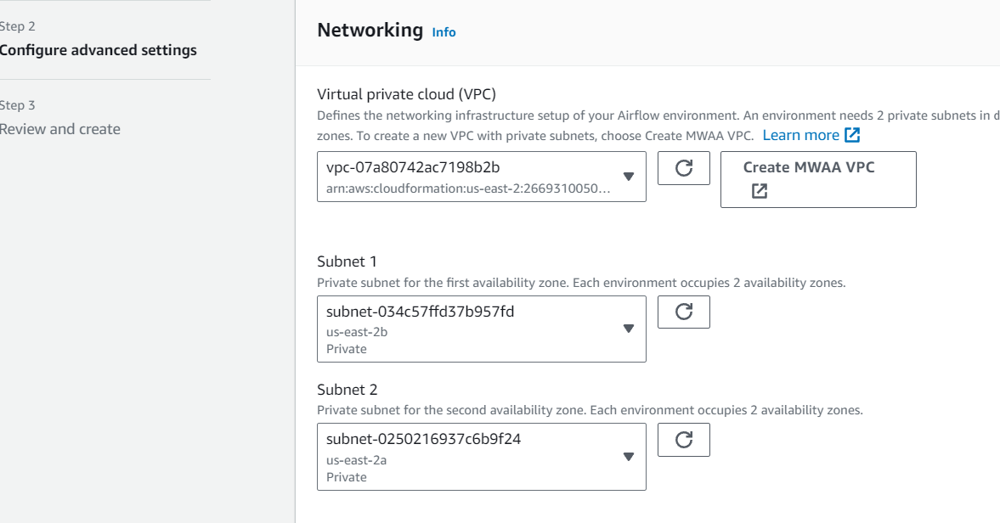 Step 2
Configure advanced settings
Step 3
Review and create
Networking Info
Virtual private cloud (VPC)
Defines the networking infrastructure setup of your Airflow environment. An environment needs 2 private subnets in d
zones. To create a new VPC with private subnets, choose Create MWAA VPC. Learn more
vpc-07a80742ac7198b2b
arn:aws:cloudformation:us-east-2:2669310050...
Create MWAA VPC
Subnet 1
Private subnet for the first availability zone. Each environment occupies 2 availability zones.
subnet-034c57ffd37b957fd
us-east-2b
Private
Subnet 2
Private subnet for the second availability zone. Each environment occupies 2 availability zones.
subnet-0250216937c6b9f24
us-east-2a
Private